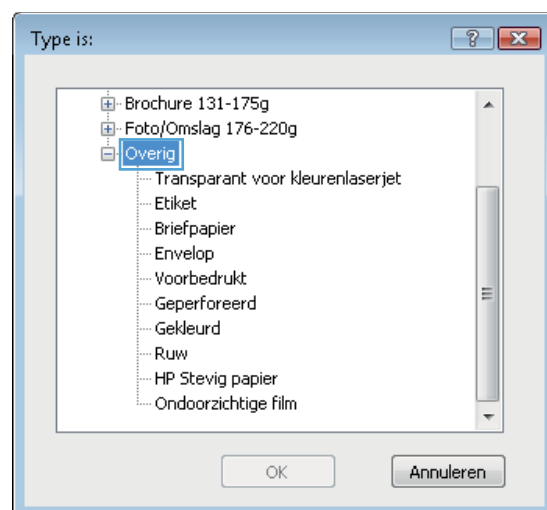 Type is:
Brochure 131-175g
Foto/Omslag 176-220g
Overig
Transparant voor kleurenlaserjet
Etiket
Briefpapier
Envelop
Voorbedrukt
Geperforeerd
Gekleurd
Ruw
HP Stevig papier
Ondoorzichtige film
OK
Annuleren